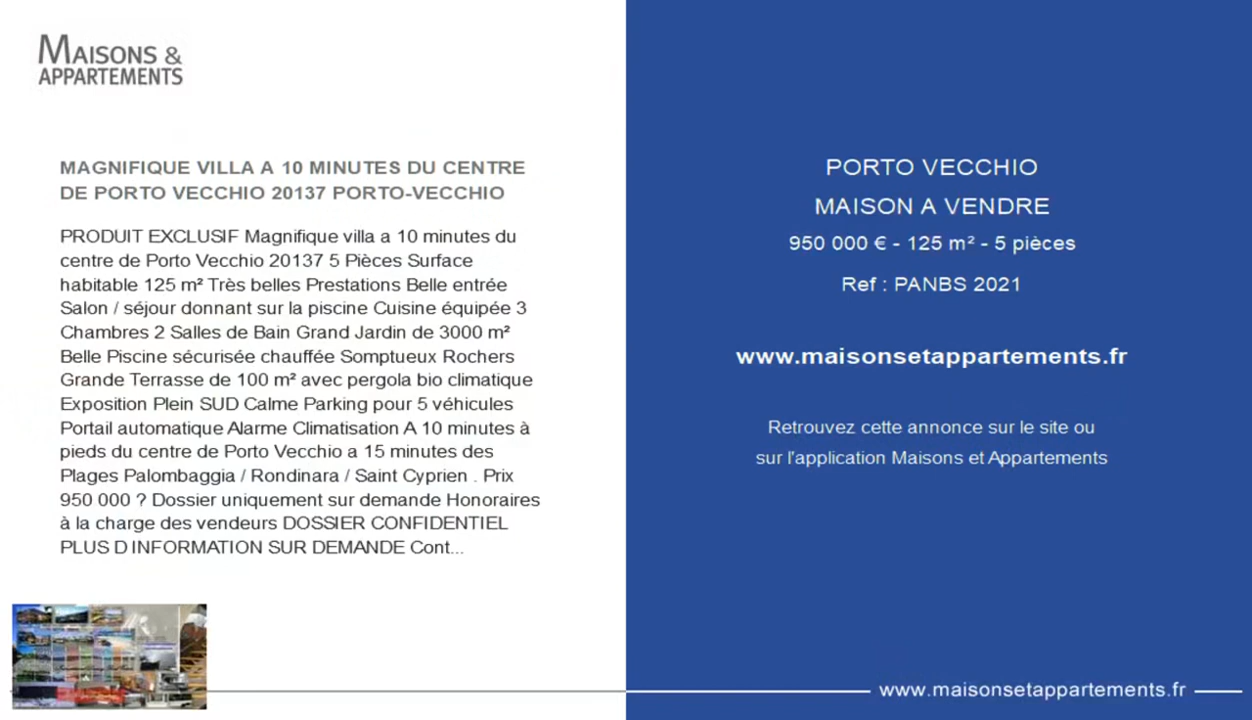 MAISONS &
APPARTEMENTS
MAGNIFIQUE VILLA A 10 MINUTES DU CENTRE
DE PORTO VECCHIO 20137 PORTO-VECCHIO
PRODUIT EXCLUSIF Magnifique villa a 10 minutes du
centre de Porto Vecchio 20137 5 Pièces Surface
habitable 125 m² Très belles Prestations Belle entrée
Salon / séjour donnant sur la piscine Cuisine équipée 3
Chambres 2 Salles de Bain Grand Jardin de 3000 m²
Belle Piscine sécurisée chauffée Somptueux Rochers
Grande Terrasse de 100 m² avec pergola bio climatique
Exposition Plein SUD Calme Parking pour 5 véhicules
Portail automatique Alarme Climatisation A 10 minutes à
pieds du centre de Porto Vecchio a 15 minutes des
Plages Palombaggia / Rondinara / Saint Cyprien . Prix
950 000 ? Dossier uniquement sur demande Honoraires
à la charge des vendeurs DOSSIER CONFIDENTIEL
PLUS D INFORMATION SUR DEMANDE Cont...
PORTO VECCHIO
MAISON A VENDRE
950 000 € - 125 m² - 5 pièces
Ref : PANBS 2021
www.maisonsetappartements.fr
Retrouvez cette annonce sur le site ou
sur l'application Maisons et Appartements
www.maisonsetappartements.fr